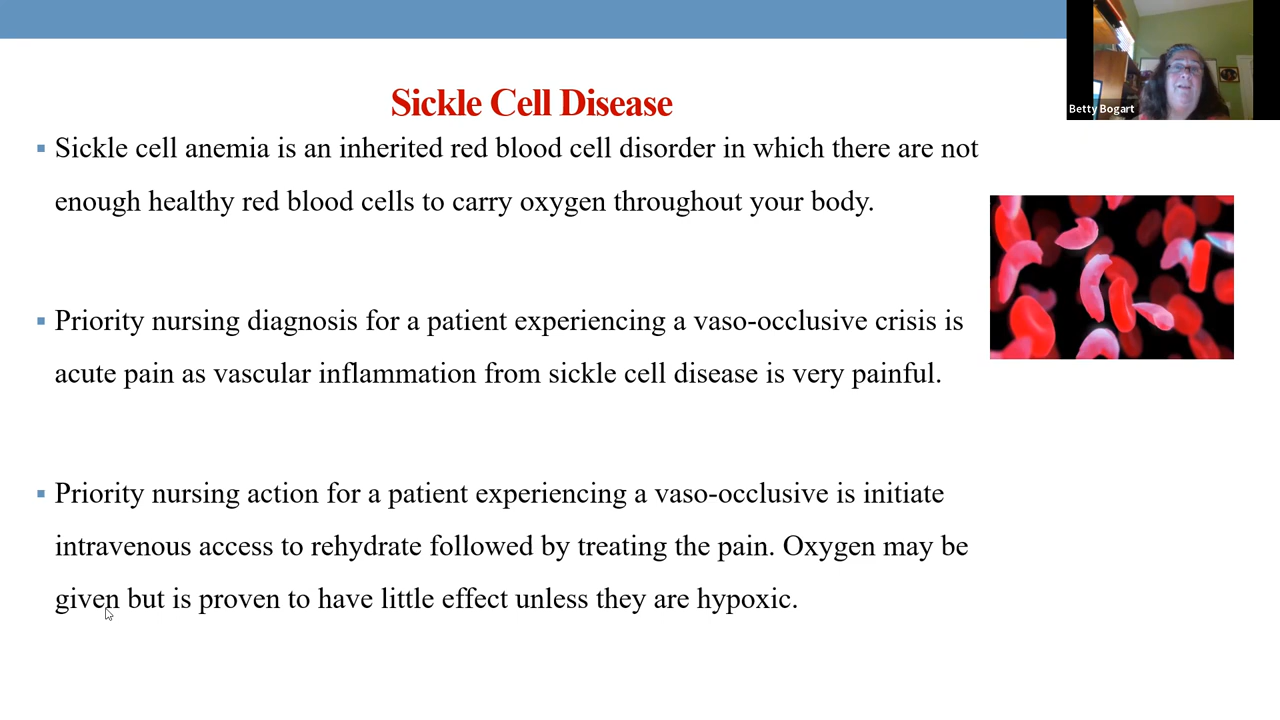 Betty Bogart
Sickle Cell Disease
Sickle cell anemia is an inherited red blood cell disorder in which there are not
enough healthy red blood cells to carry oxygen throughout your body.
Priority nursing diagnosis for a patient experiencing a vaso-occlusive crisis is
acute pain as vascular inflammation from sickle cell disease is very painful.
Priority nursing action for a patient experiencing a vaso-occlusive is initiate
intravenous access to rehydrate followed by treating the pain. Oxygen may be
given but is proven to have little effect unless they are hypoxic.